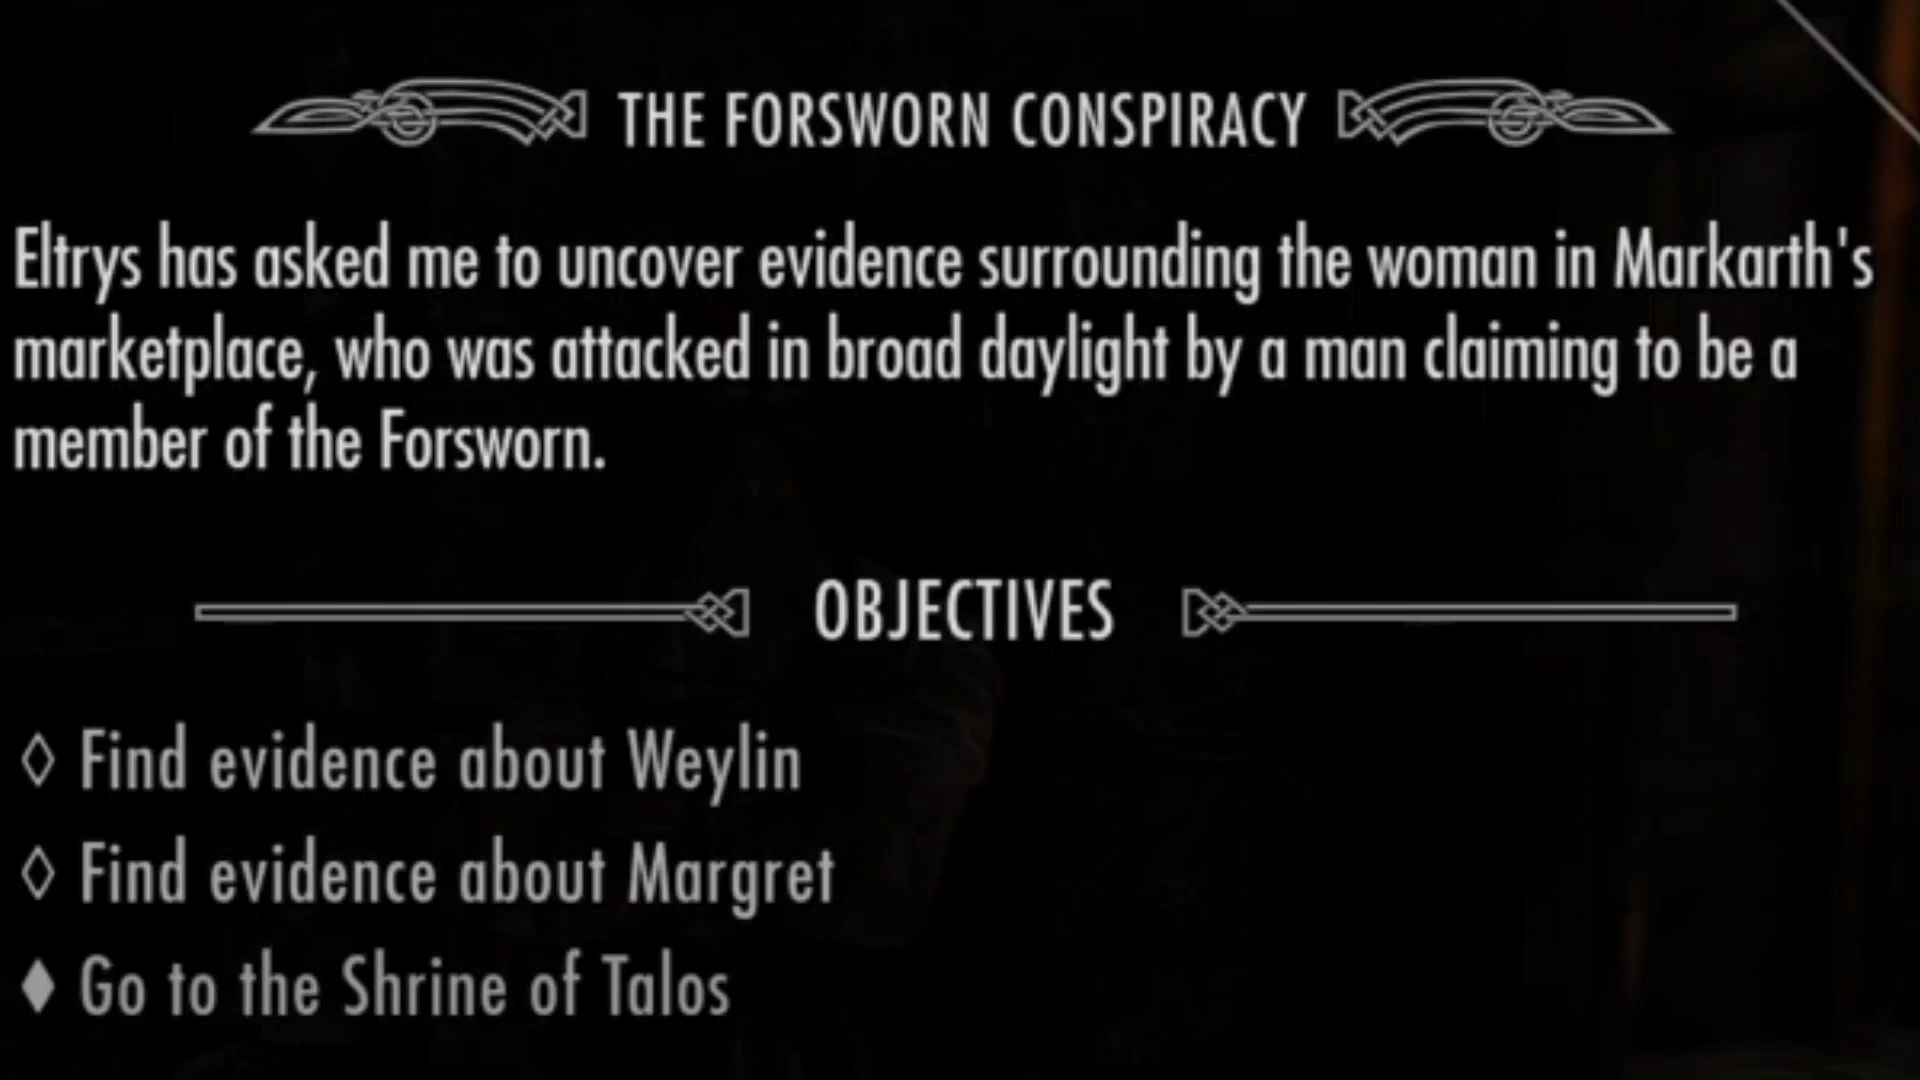 THE FORSWORN CONSPIRACY
Eltrys has asked me to uncover evidence surrounding the woman in Markarth's
marketplace, who was attacked in broad daylight by a man claiming to be a
member of the Forsworn.
OBJECTIVES
Find evidence about Weylin
Find evidence about Margret
Go to the Shrine of Talos